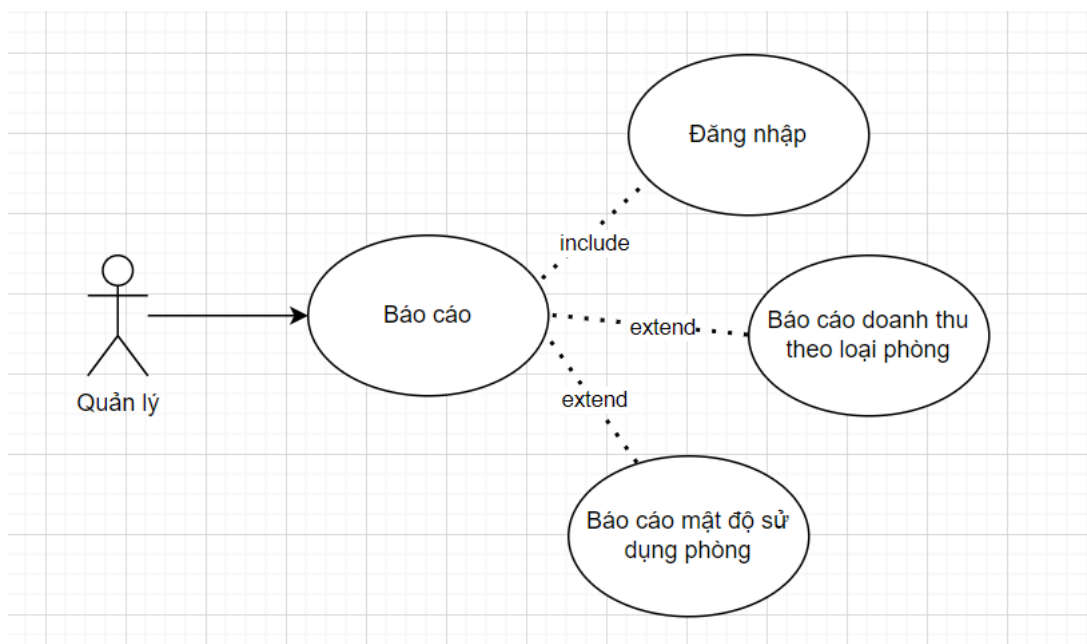 Đăng nhập
include
Báo cáo
Báo cáo doanh thu
theo loại phòng
extend
extend
Quản lý
Báo cáo mật độ sử
dụng phòng